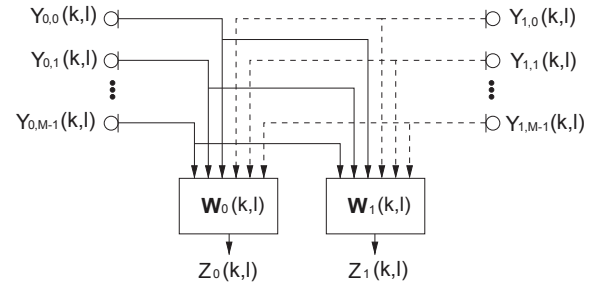 Y0,0(k,l) Y1,0(k,l)
Y0,1(k,l) Y1,1(k,l)
Y0,M-1(k,l) Y1,M-1(k,l)
W0(k,l) W1(k,l)
Z0(k,l) Z1(k,l)